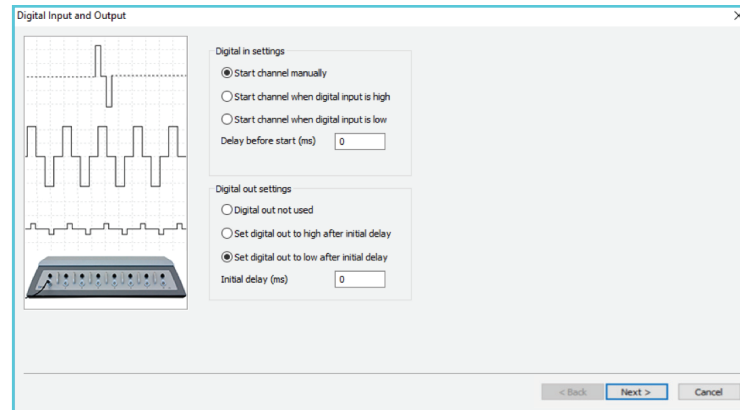 Digital Input and Output
Digital in settings
Start channel manually
Start channel when digital input is high
Start channel when digital input is low
Delay before start (ms) 0
Digital out settings
Digital out not used
Set digital out to high after initial delay
Set digital out to low after initial delay
Initial delay (ms) 0
< Back Next > Cancel